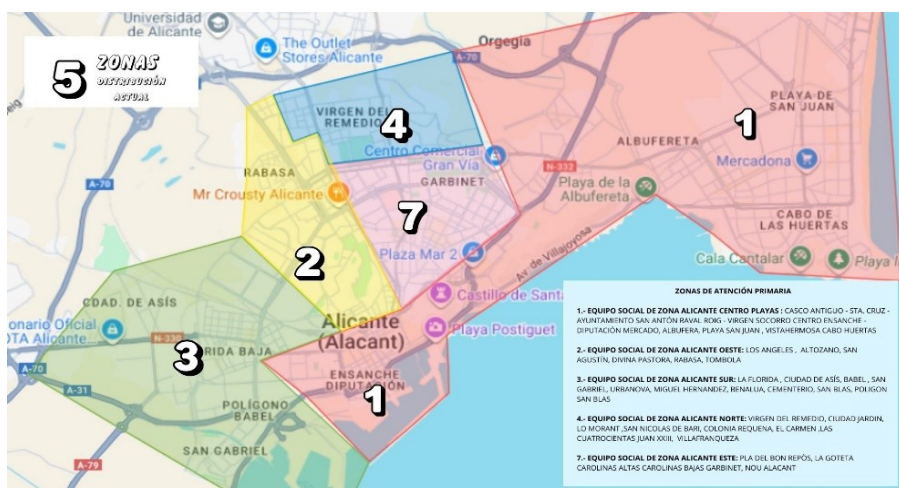 Universidad
de Alicante
The Outlet
Stores Alicante
Orgegia
A-70
5 ZONAS
DISTRIBUCIÓN
ACTUAL
VIRGEN DEL
REMEDIO
4
1
PLAYA DE
SAN JUAN
ALBUFERETA
Centro Comercial
Gran Vía
N-332
Mercadona
RABASA
GARBINET
Playa de la
Albufereta
A-70
Mr Crousty Alicante
7
CABO DE
LAS HUERTAS
Plaza Mar 2
Av. de Villajoyosa
Cala Cantalar
Playa
2
CDAD. DE ASÍS
Castillo de Sant
onario Oficial
OTA Alicante
N-330
Alicante
(Alacant)
Playa Postiguet
3
RIDA BAJA
A-70
ENSANCHE
DIPUTACIÓN
1
A-31
POLÍGONO
BABEL
SAN GABRIEL
A-79
ZONAS DE ATENCIÓN PRIMARIA
1.- EQUIPO SOCIAL DE ZONA ALICANTE CENTRO PLAYAS : CASCO ANTIGUO - STA. CRUZ -
AYUNTAMIENTO SAN ANTÓN RAVAL ROIG - VIRGEN SOCORRO CENTRO ENSANCHE -
DIPUTACIÓN MERCADO, ALBUFERA. PLAYA SAN JUAN , VISTAHERMOSA CABO HUERTAS
2.- EQUIPO SOCIAL DE ZONA ALICANTE OESTE: LOS ANGELES , ALTOZANO, SAN
AGUSTÍN, DIVINA PASTORA, RABASA, TOMBOLA
3.- EQUIPO SOCIAL DE ZONA ALICANTE SUR: LA FLORIDA , CIUDAD DE ASÍS, BABEL , SAN
GABRIEL, URBANOVA, MIGUEL HERNANDEZ, BENALUA, CEMENTERIO, SAN BLAS, POLIGON
SAN BLAS
4.- EQUIPO SOCIAL DE ZONA ALICANTE NORTE: VIRGEN DEL REMEDIO, CIUDAD JARDIN,
LO MORANT ,SAN NICOLAS DE BARI, COLONIA REQUENA, EL CARMEN .LAS
CUATROCIENTAS JUAN XXIII, VILLAFRANQUEZA
7.- EQUIPO SOCIAL DE ZONA ALICANTE ESTE: PLA DEL BON REPÒS, LA GOTETA
CAROLINAS ALTAS CAROLINAS BAJAS GARBINET, NOU ALACANT